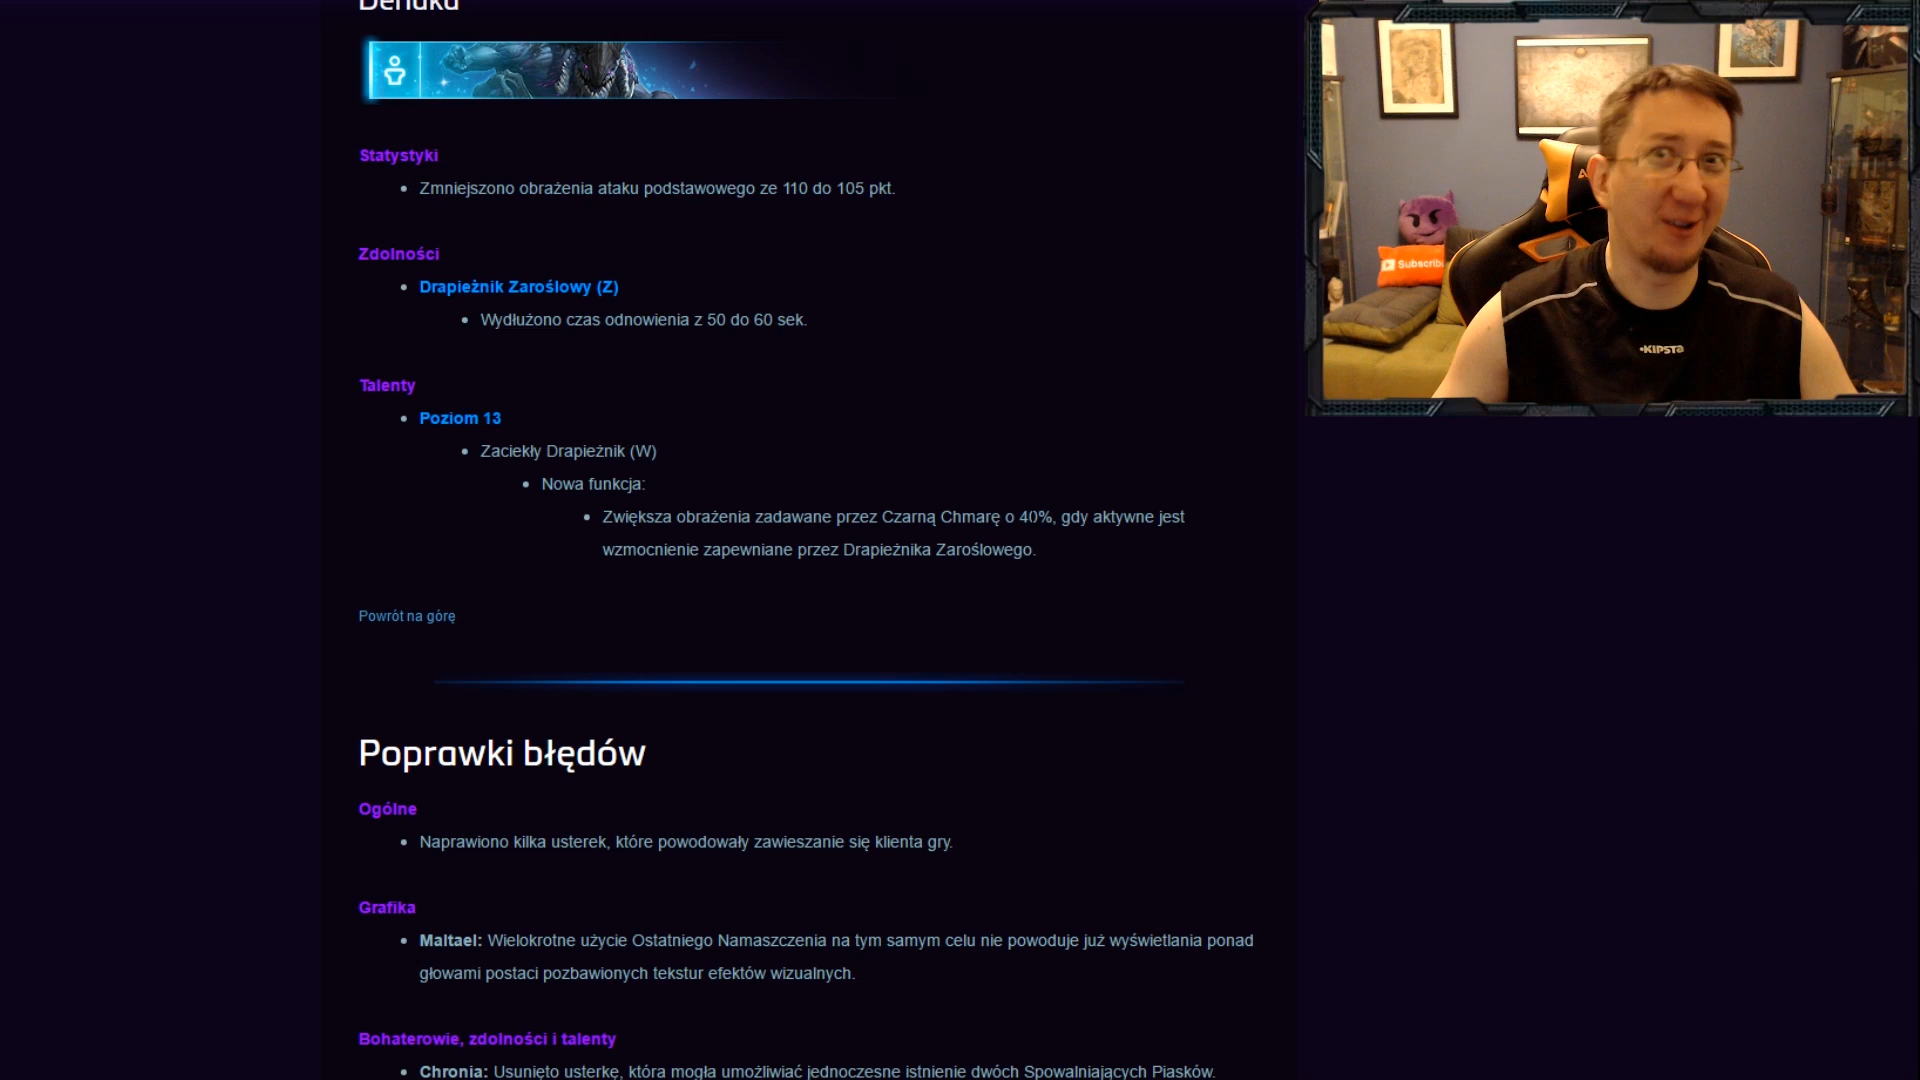 Dehaka
Statystyki
Zmniejszono obrażenia ataku podstawowego ze 110 do 105 pkt.
Zdolności
Drapieżnik Zaroślowy (Z)
Wydłużono czas odnowienia z 50 do 60 sek.
Talenty
Poziom 13
Zaciekły Drapieżnik (W)
Nowa funkcja:
Zwiększa obrażenia zadawane przez Czarną Chmarę o 40%, gdy aktywne jest
wzmocnienie zapewniane przez Drapieżnika Zaroślowego.
Powrót na górę
Poprawki błędów
Ogólne
Naprawiono kilka usterek, które powodowały zawieszanie się klienta gry.
Grafika
Maltael: Wielokrotne użycie Ostatniego Namaszczenia na tym samym celu nie powoduje już wyświetlania ponad
głowami postaci pozbawionych tekstur efektów wizualnych.
Bohaterowie, zdolności i talenty
Chronia: Usunięto usterkę, która mogła umożliwiać jednoczesne istnienie dwóch Spowalniających Piasków.
Subscribe
KIPSTA